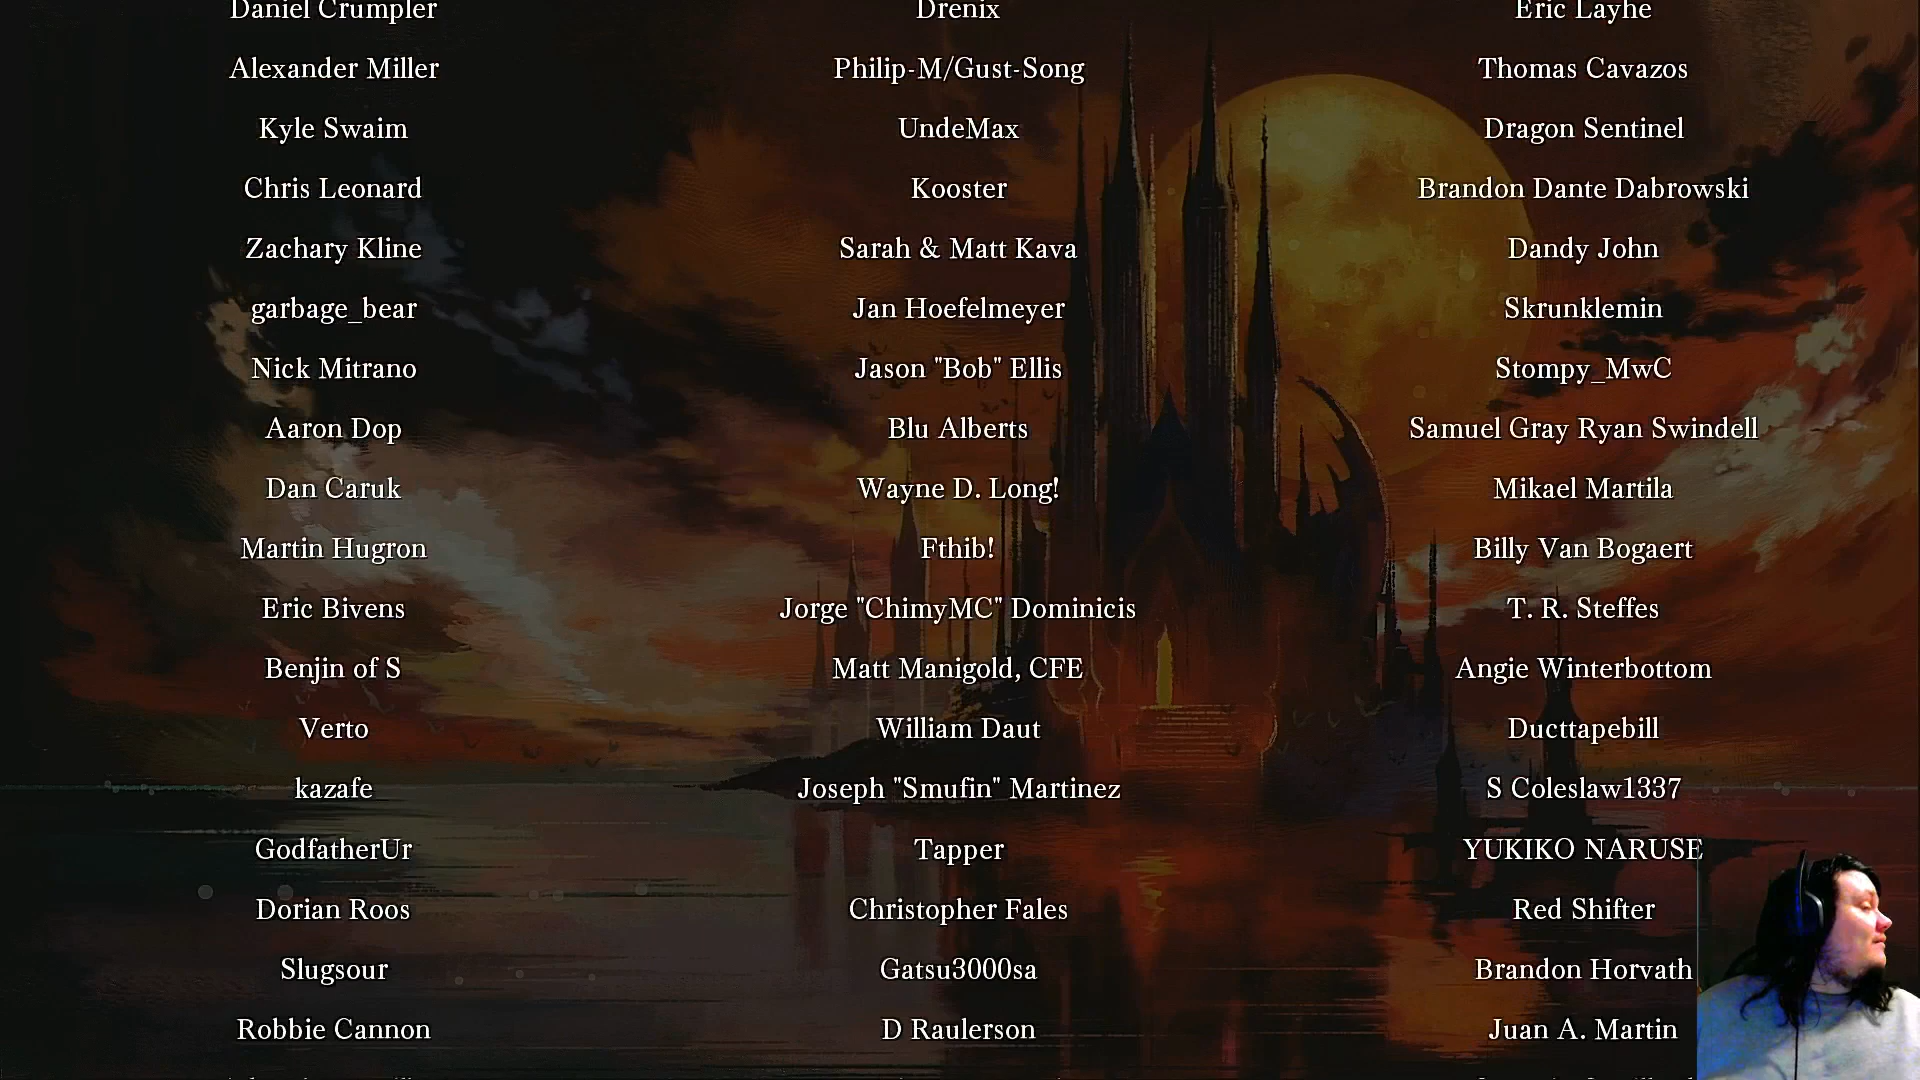 Daniel Crumpler
Drenix
Eric Layhe
Alexander Miller
Philip-M/Gust-Song
Thomas Cavazos
Kyle Swaim
UndeMax
Dragon Sentinel
Chris Leonard
Kooster
Brandon Dante Dabrowski
Zachary Kline
Sarah & Matt Kava
Dandy John
garbage_bear
Jan Hoefelmeyer
Skrunklemin
Nick Mitrano
Jason "Bob" Ellis
Stompy_MwC
Aaron Dop
Blu Alberts
Samuel Gray Ryan Swindell
Dan Caruk
Wayne D. Long!
Mikael Martila
Martin Hugron
Fthib!
Billy Van Bogaert
Eric Bivens
Jorge "ChimyMC" Dominicis
T. R. Steffes
Benjin of S
Matt Manigold, CFE
Angie Winterbottom
Verto
William Daut
Ducttapebill
kazafe
Joseph "Smufin" Martinez
S Coleslaw1337
GodfatherUr
Tapper
YUKIKO NARUSE
Dorian Roos
Christopher Fales
Red Shifter
Slugsour
Gatsu3000sa
Brandon Horvath
Robbie Cannon
D Raulerson
Juan A. Martin